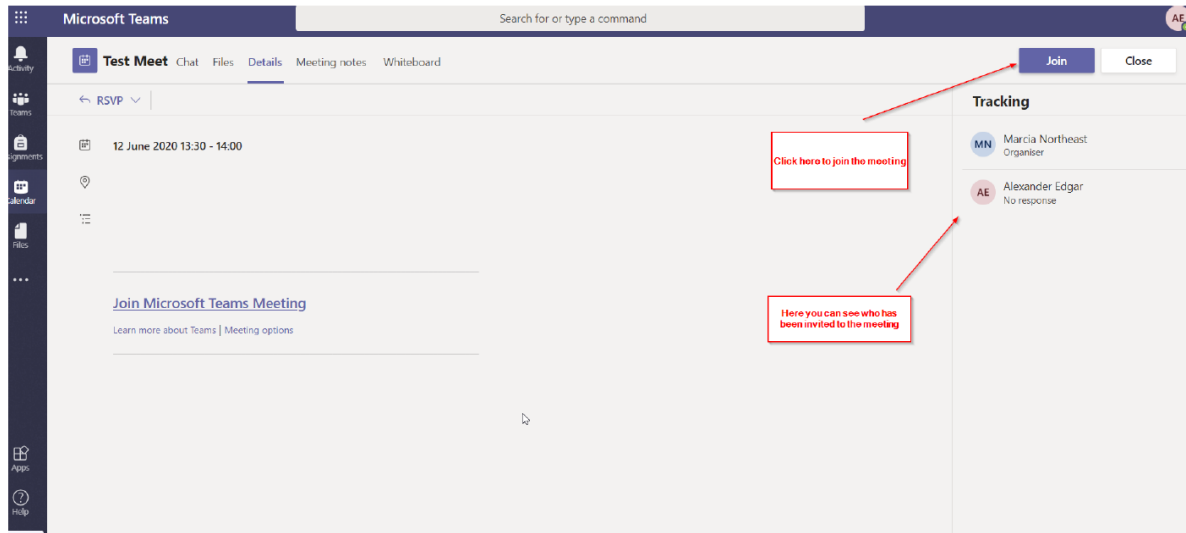 Microsoft Teams
Search for or type a command
AE
Activity
Teams
Assignments
Calendar
Files
Apps
Help
Test Meet Chat Files Details Meeting notes Whiteboard
Join Close
RSVP
12 June 2020 13:30 - 14:00
Join Microsoft Teams Meeting
Learn more about Teams | Meeting options
Click here to join the meeting
Here you can see who has
been invited to the meeting
Tracking
MN Marcia Northeast
Organiser
AE Alexander Edgar
No response